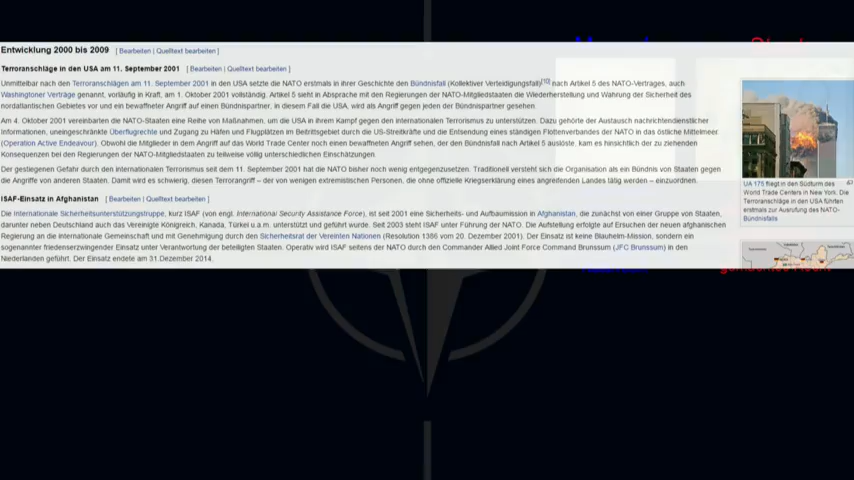 Entwicklung 2000 bis 2009 [ Bearbeiten | Quelltext bearbeiten ]
Terroranschläge in den USA am 11. September 2001 [ Bearbeiten | Quelltext bearbeiten ]
Unmittelbar nach den Terroranschlägen am 11. September 2001 in den USA setzte die NATO erstmals in ihrer Geschichte den Bündnisfall (Kollektiver Verteidigungsfall)[10] nach Artikel 5 des NATO-Vertrages, auch
Washingtoner Verträge genannt, vorläufig in Kraft, am 1. Oktober 2001 vollständig. Artikel 5 sieht in Absprache mit den Regierungen der NATO-Mitgliedstaaten die Wiederherstellung und Wahrung der Sicherheit des
nordatlantischen Gebietes vor und ein bewaffneter Angriff auf einen Bündnispartner, in diesem Fall die USA, wird als Angriff gegen jeden der Bündnispartner gesehen.
Am 4. Oktober 2001 vereinbarten die NATO-Staaten eine Reihe von Maßnahmen, um die USA in ihrem Kampf gegen den internationalen Terrorismus zu unterstützen. Dazu gehörte der Austausch nachrichtendienstlicher
Informationen, uneingeschränkte Überflugrechte und Zugang zu Häfen und Flugplätzen im Beitrittsgebiet durch die US-Streitkräfte und die Entsendung eines ständigen Flottenverbandes der NATO in das östliche Mittelmeer
(Operation Active Endeavour). Obwohl die Mitglieder in dem Angriff auf das World Trade Center noch einen bewaffneten Angriff sehen, der den Bündnisfall nach Artikel 5 auslöste, kam es hinsichtlich der zu ziehenden
Konsequenzen bei den Regierungen der NATO-Mitgliedstaaten zu teilweise völlig unterschiedlichen Einschätzungen.
Der gestiegenen Gefahr durch den internationalen Terrorismus seit dem 11. September 2001 hat die NATO bisher noch wenig entgegenzusetzen. Traditionell versteht sich die Organisation als ein Bündnis von Staaten gegen
die Angriffe von anderen Staaten. Damit wird es schwierig, diesen Terrorangriff – der von wenigen extremistischen Personen, die ohne offizielle Kriegserklärung eines angreifenden Landes tätig werden – einzuordnen.
UA 175 fliegt in den Südturm des
World Trade Centers in New York. Die
Terroranschläge in den USA führten
erstmals zur Ausrufung des NATO-
Bündnisfalls
ISAF-Einsatz in Afghanistan [ Bearbeiten | Quelltext bearbeiten ]
Die Internationale Sicherheitsunterstützungstruppe, kurz ISAF (von engl. International Security Assistance Force), ist seit 2001 eine Sicherheits- und Aufbaumission in Afghanistan, die zunächst von einer Gruppe von Staaten,
darunter neben Deutschland auch das Vereinigte Königreich, Kanada, Türkei u.a.m. unterstützt und geführt wurde. Seit 2003 steht ISAF unter Führung der NATO. Die Aufstellung erfolgte auf Ersuchen der neuen afghanischen
Regierung an die internationale Gemeinschaft und mit Genehmigung durch den Sicherheitsrat der Vereinten Nationen (Resolution 1386 vom 20. Dezember 2001). Der Einsatz ist keine Blauhelm-Mission, sondern ein
sogenannter friedenserzwingender Einsatz unter Verantwortung der beteiligten Staaten. Operativ wird ISAF seitens der NATO durch den Commander Allied Joint Force Command Brunssum (JFC Brunssum) in den
Niederlanden geführt. Der Einsatz endete am 31.Dezember 2014.